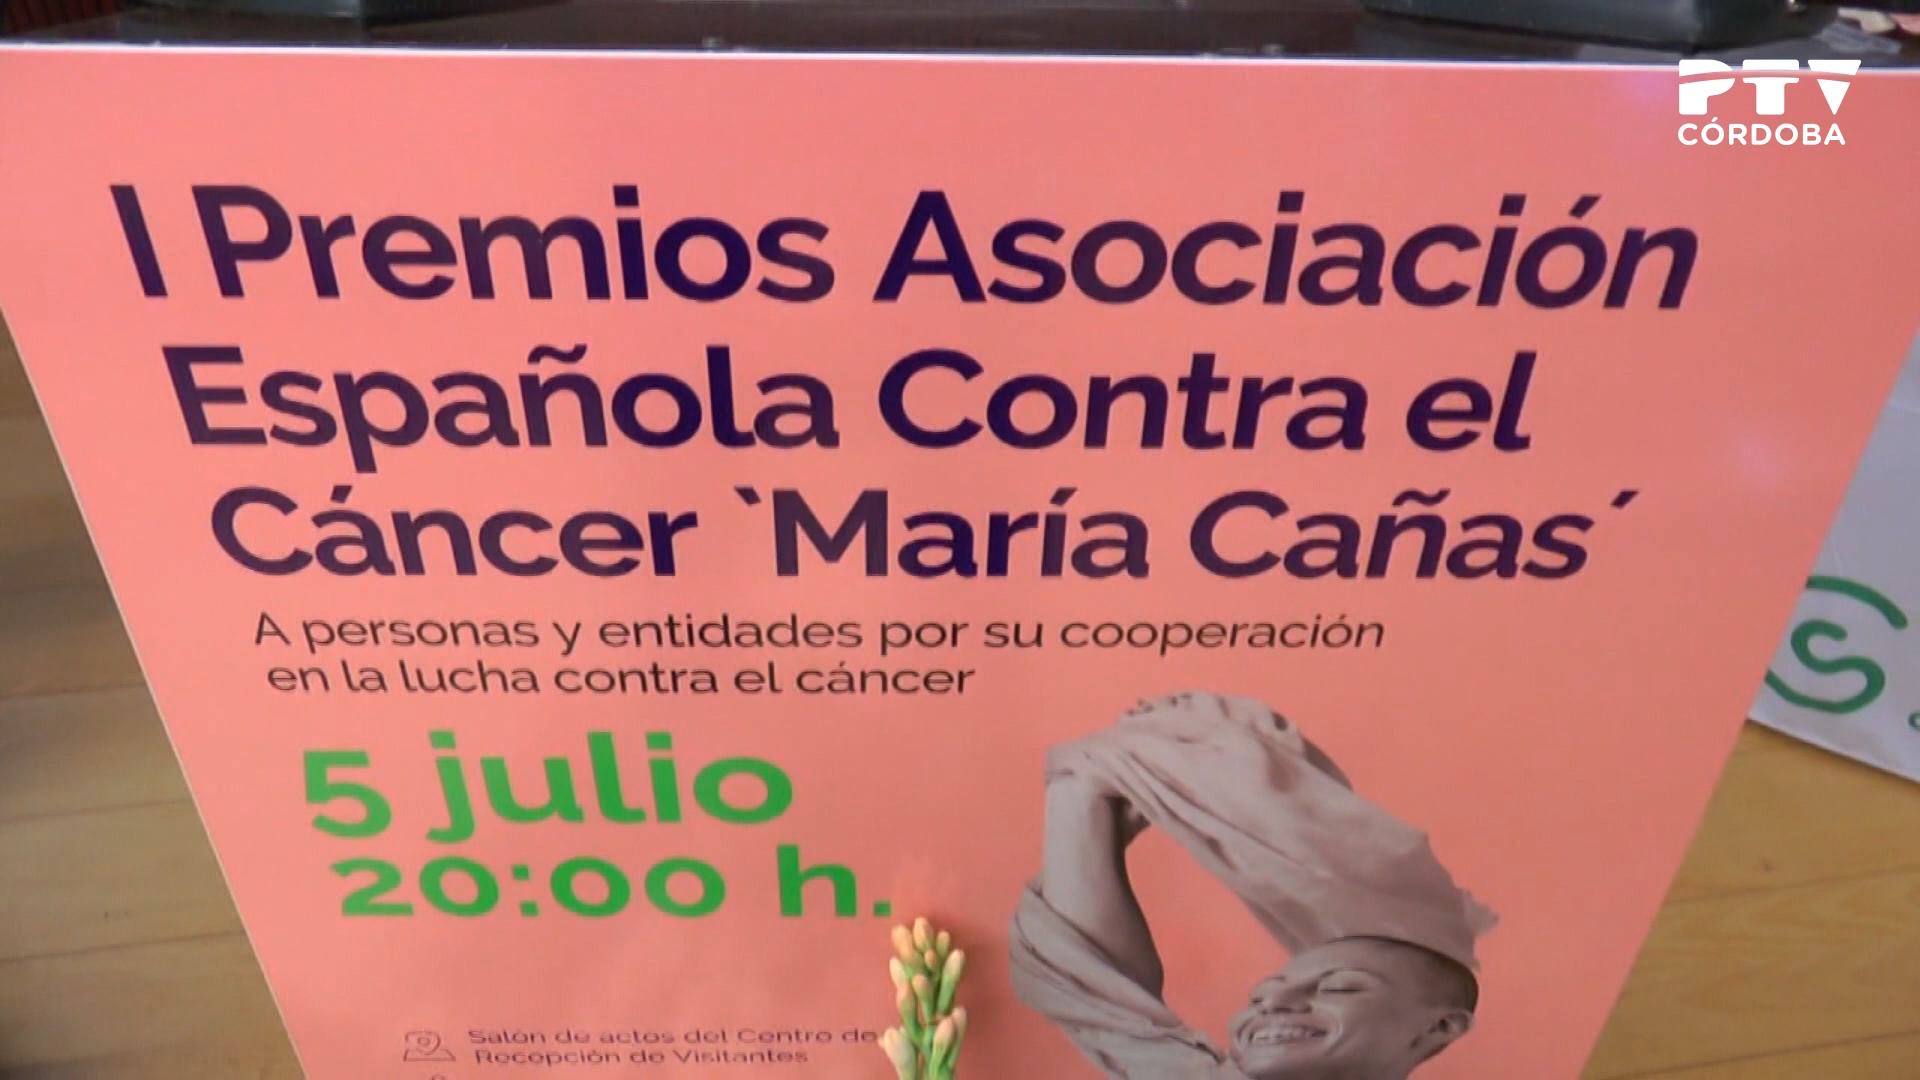 PTV
CÓRDOBA
I Premios Asociación
Española Contra el
Cáncer `María Cañas´
A personas y entidades por su cooperación
en la lucha contra el cáncer
5 julio
20:00 h.
Salón de actos del Centro de
Recepción de Visitantes